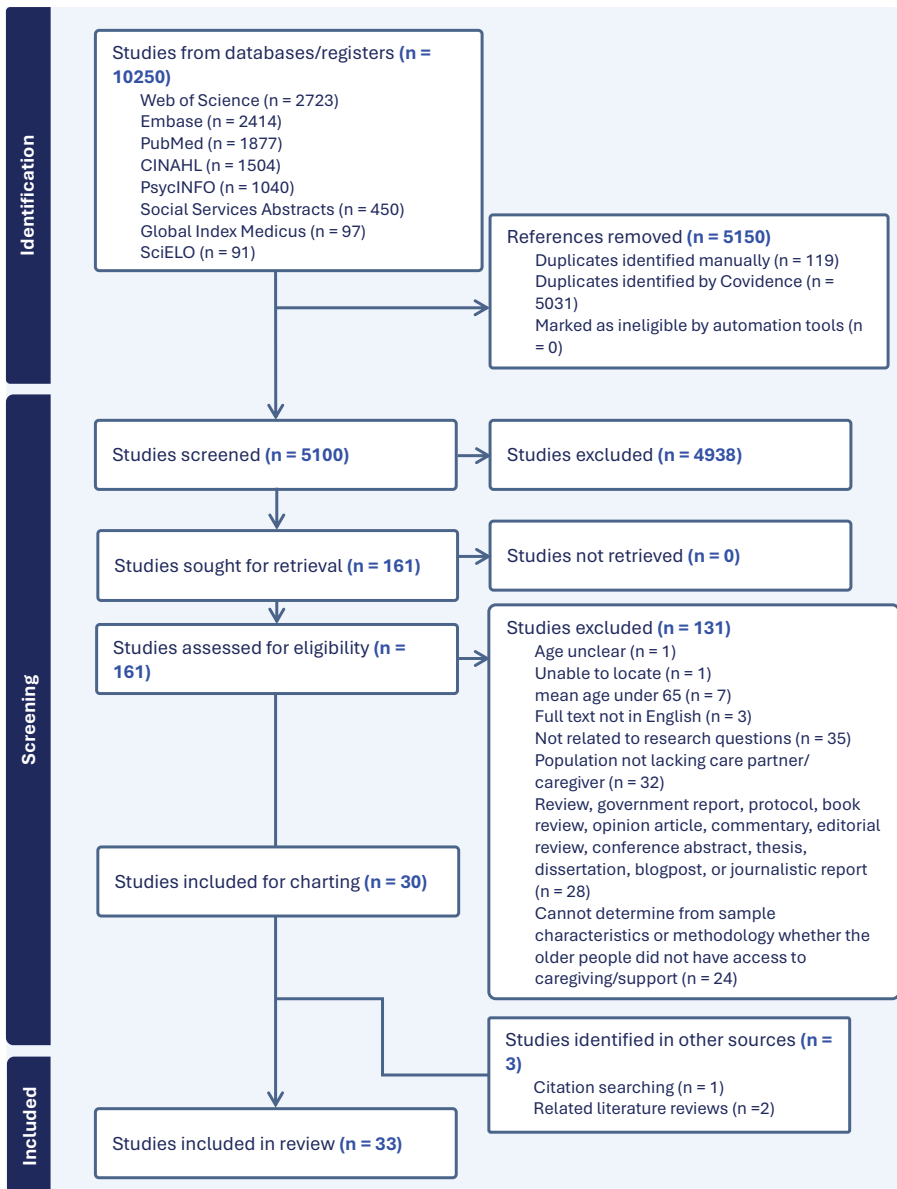 Identification
Studies from databases/registers (n =
10250)
Web of Science (n = 2723)
Embase (n = 2414)
PubMed (n = 1877)
CINAHL (n = 1504)
PsycINFO (n = 1040)
Social Services Abstracts (n = 450)
Global Index Medicus (n = 97)
SciELO (n = 91)
References removed (n = 5150)
Duplicates identified manually (n = 119)
Duplicates identified by Covidence (n =
5031)
Marked as ineligible by automation tools (n
= 0)
Screening
Studies screened (n = 5100)
Studies excluded (n = 4938)
Studies sought for retrieval (n = 161)
Studies not retrieved (n = 0)
Studies assessed for eligibility (n =
161)
Studies excluded (n = 131)
Age unclear (n = 1)
Unable to locate (n = 1)
mean age under 65 (n = 7)
Full text not in English (n = 3)
Not related to research questions (n = 35)
Population not lacking care partner/
caregiver (n = 32)
Review, government report, protocol, book
review, opinion article, commentary, editorial
review, conference abstract, thesis,
dissertation, blogpost, or journalistic report
(n = 28)
Cannot determine from sample
characteristics or methodology whether the
older people did not have access to
caregiving/support (n = 24)
Studies included for charting (n = 30)
Studies identified in other sources (n =
3)
Citation searching (n = 1)
Related literature reviews (n =2)
Included
Studies included in review (n = 33)